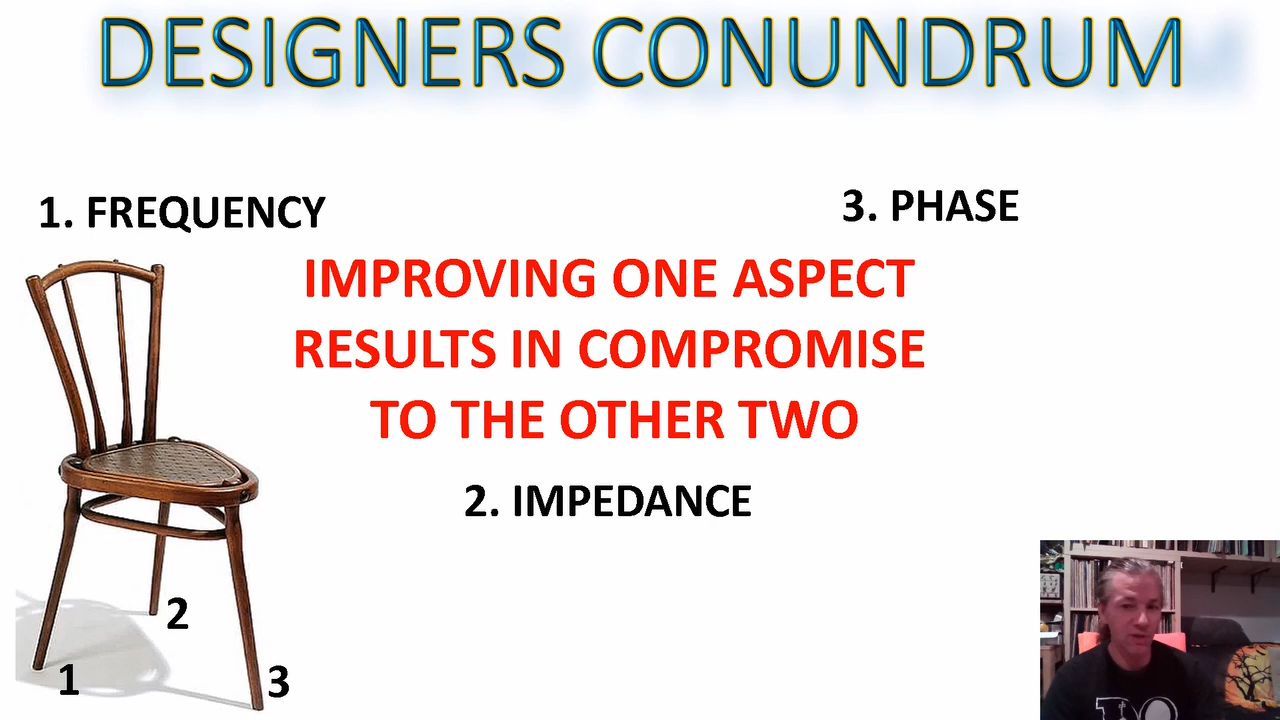 DESIGNERS CONUNDRUM
1. FREQUENCY
3. PHASE
IMPROVING ONE ASPECT
RESULTS IN COMPROMISE
TO THE OTHER TWO
2. IMPEDANCE
2
1
3